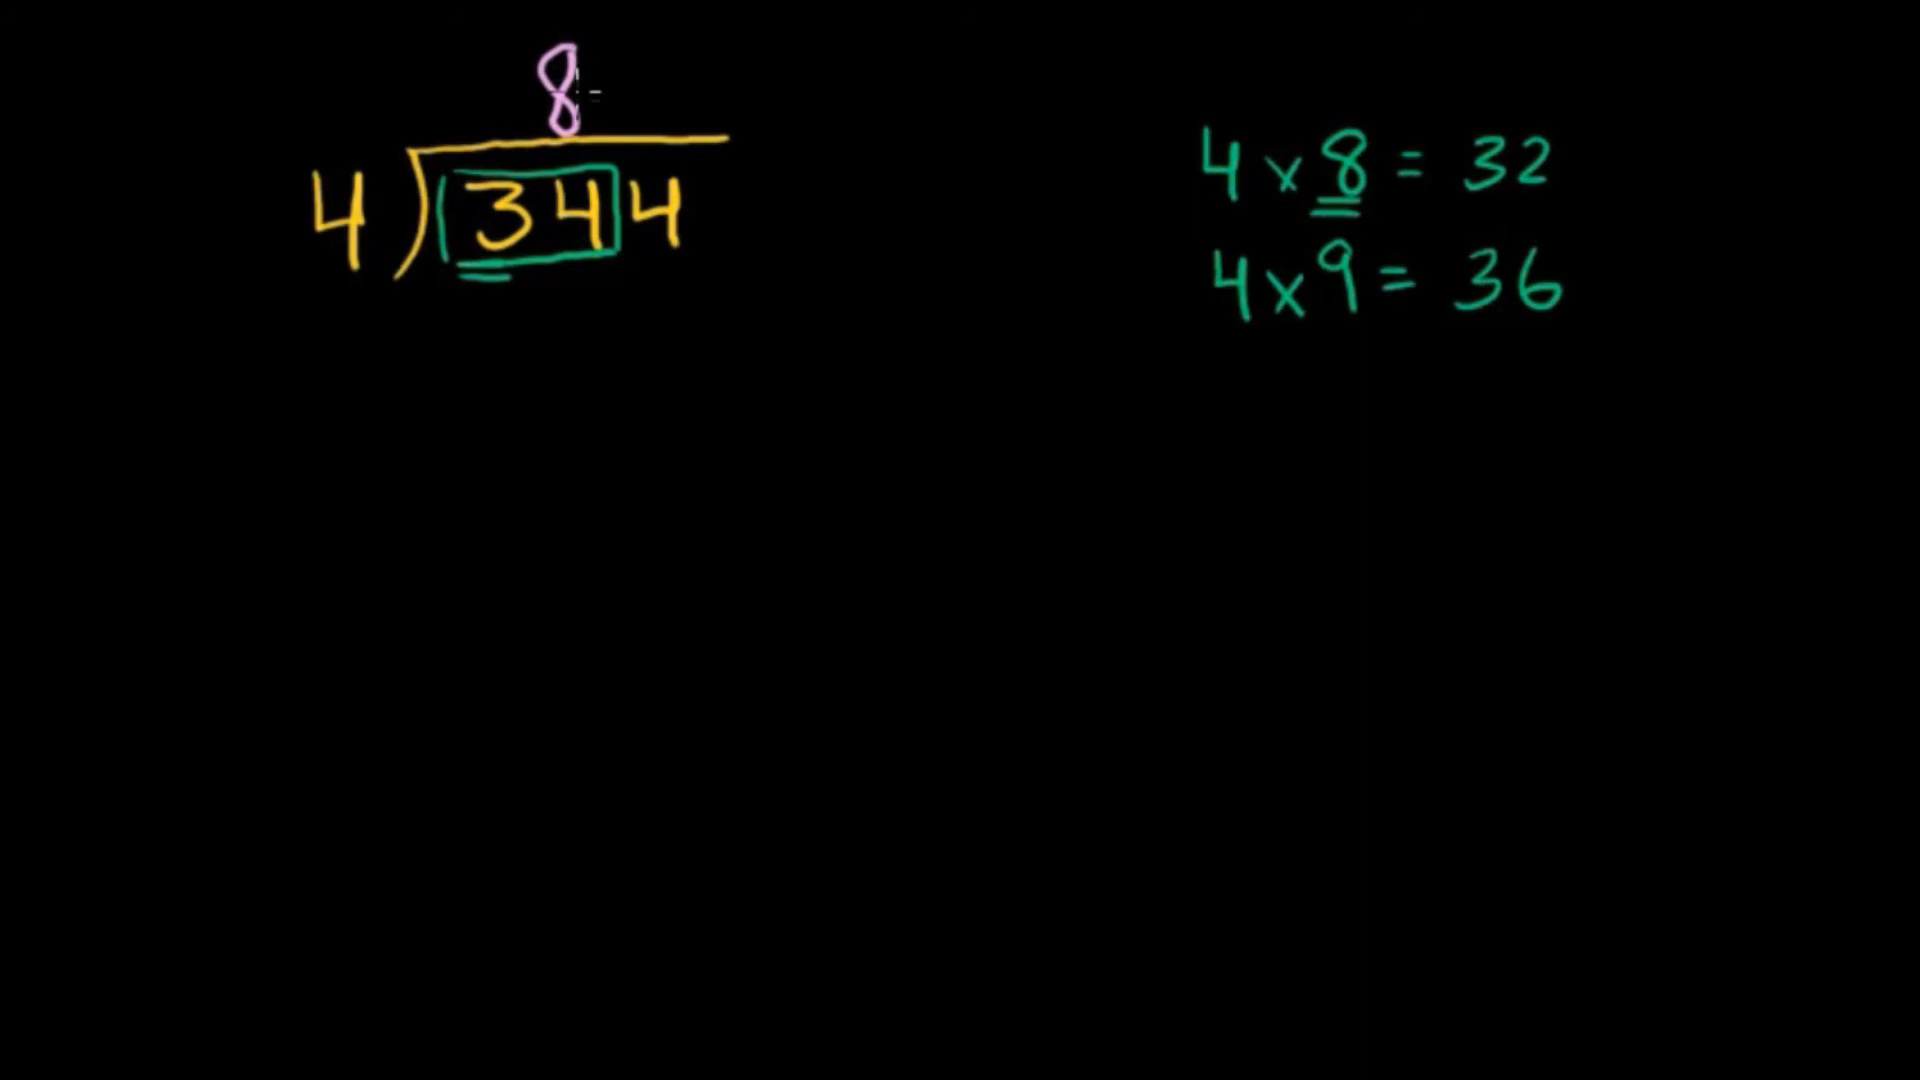 8
4)344
4 x 8 = 32
4 x 9 = 36